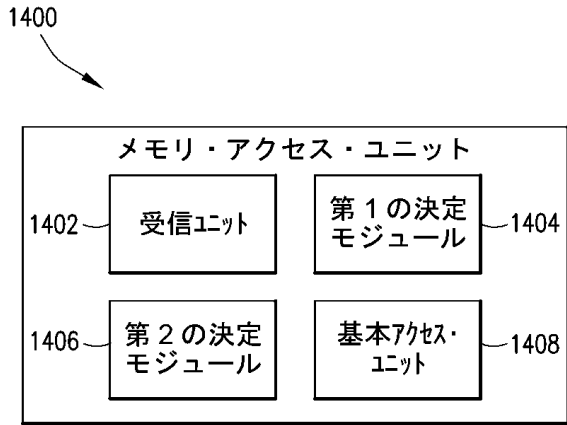 1400
メモリ・アクセス・ユニット
1402
受信ﾕﾆｯﾄ
第1の決定
モジュール
1404
1406
第2の決定
モジュール
基本ｱｸｾｽ・
ﾕﾆｯﾄ
1408